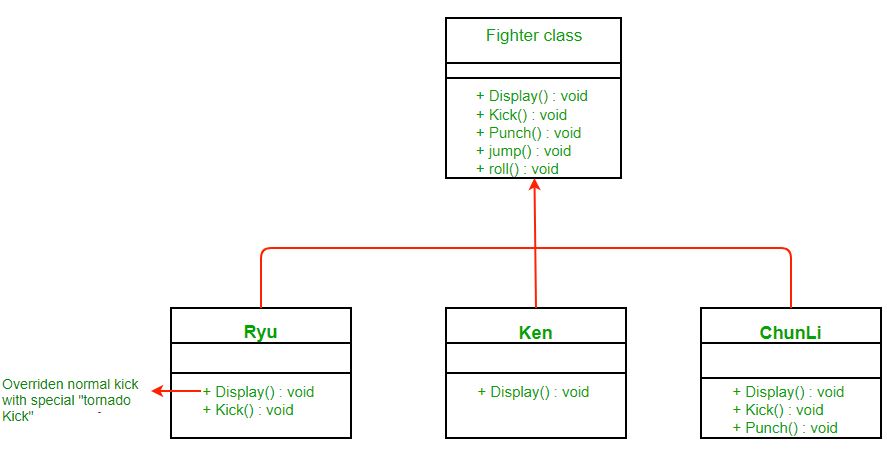 Fighter class
+ Display() : void
+ Kick() : void
+ Punch() : void
+ jump() : void
+ roll() : void
Ryu
+ Display() : void
+ Kick() : void
Overriden normal kick
with special "tornado
Kick"
Ken
+ Display() : void
ChunLi
+ Display() : void
+ Kick() : void
+ Punch() : void